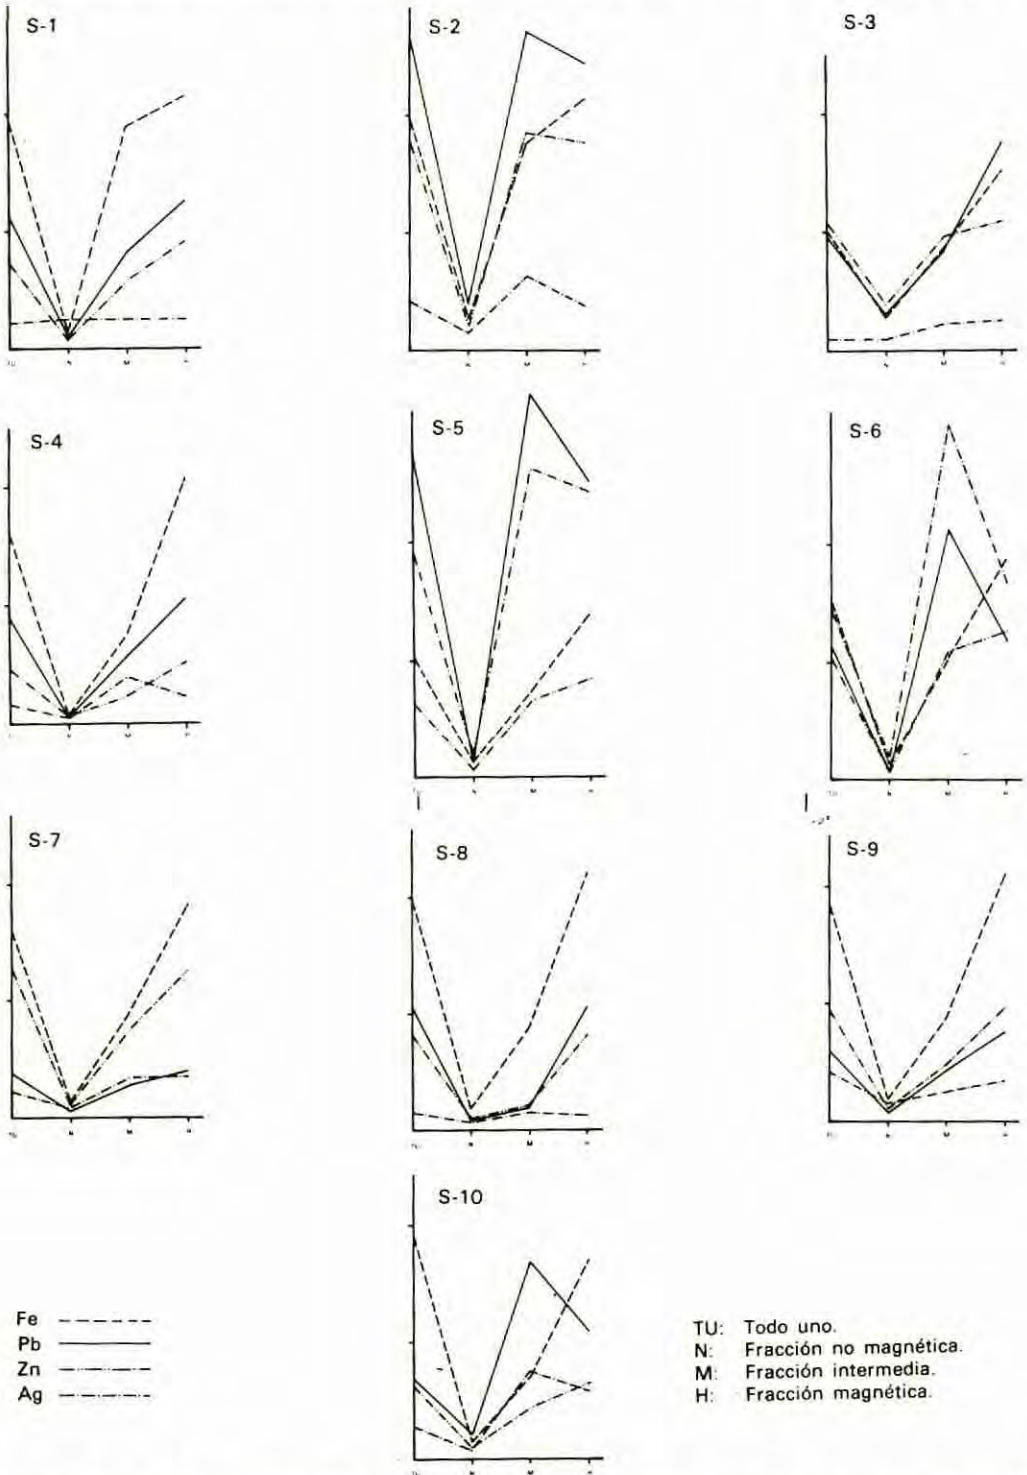 S-1
S-2
S-3
S-4
S-5
S-6
S-7
S-8
S-9
S-10
Fe
Pb
Zn
Ag
TU: Todo uno.
N: Fracción no magnética.
M: Fracción intermedia.
H: Fracción magnética.